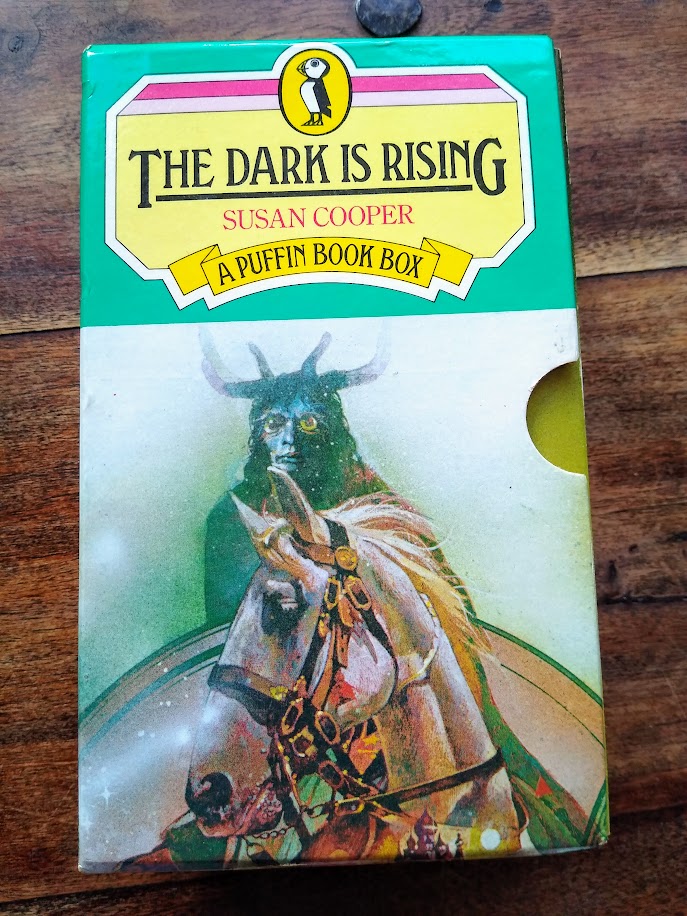 THE DARK IS RISING
SUSAN COOPER
A PUFFIN BOOK BOX